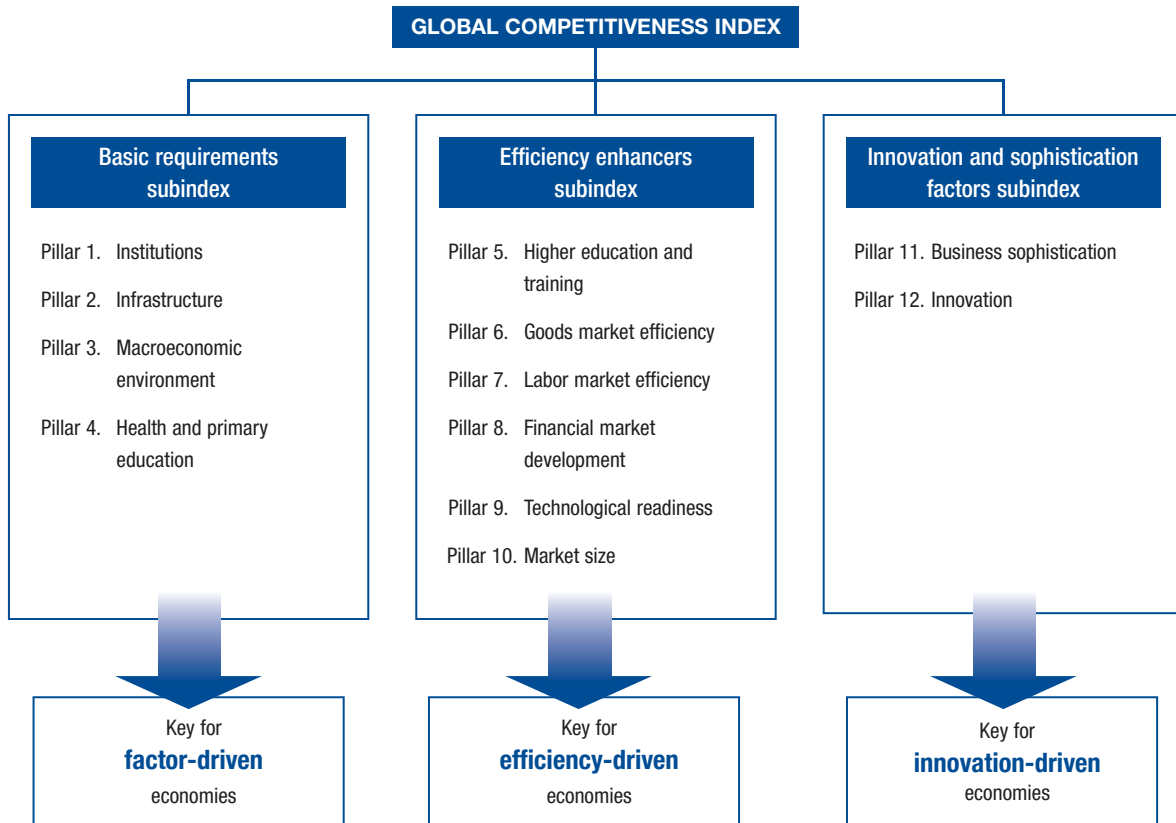 GLOBAL COMPETITIVENESS INDEX
Basic requirements
subindex
Pillar 1. Institutions
Pillar 2. Infrastructure
Pillar 3. Macroeconomic
environment
Pillar 4. Health and primary
education
Key for
factor-driven
economies
Efficiency enhancers
subindex
Pillar 5. Higher education and
training
Pillar 6. Goods market efficiency
Pillar 7. Labor market efficiency
Pillar 8. Financial market
development
Pillar 9. Technological readiness
Pillar 10. Market size
Key for
efficiency-driven
economies
Innovation and sophistication
factors subindex
Pillar 11. Business sophistication
Pillar 12. Innovation
Key for
innovation-driven
economies